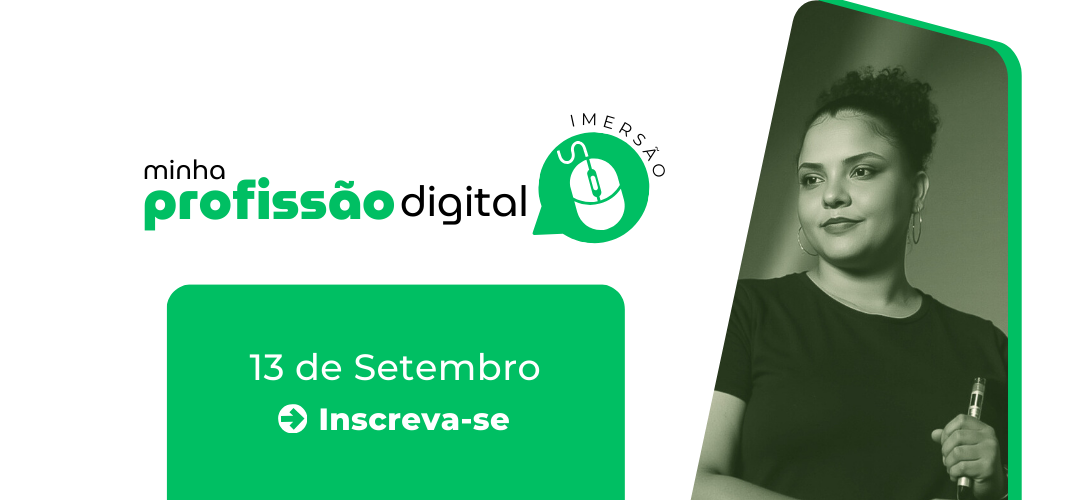 IMERSÃO
minha
profissão digital
13 de Setembro
Inscreva-se